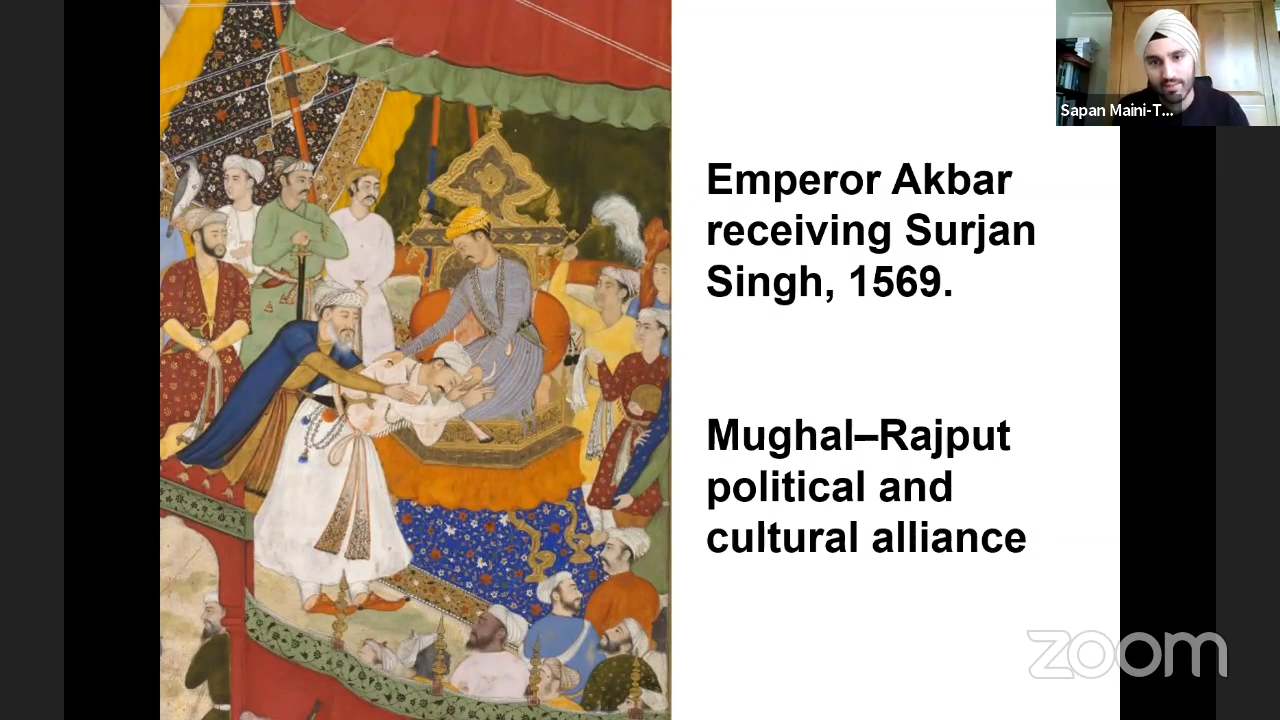 Sapan Maini-T...
Emperor Akbar
receiving Surjan
Singh, 1569.
Mughal–Rajput
political and
cultural alliance
zoom